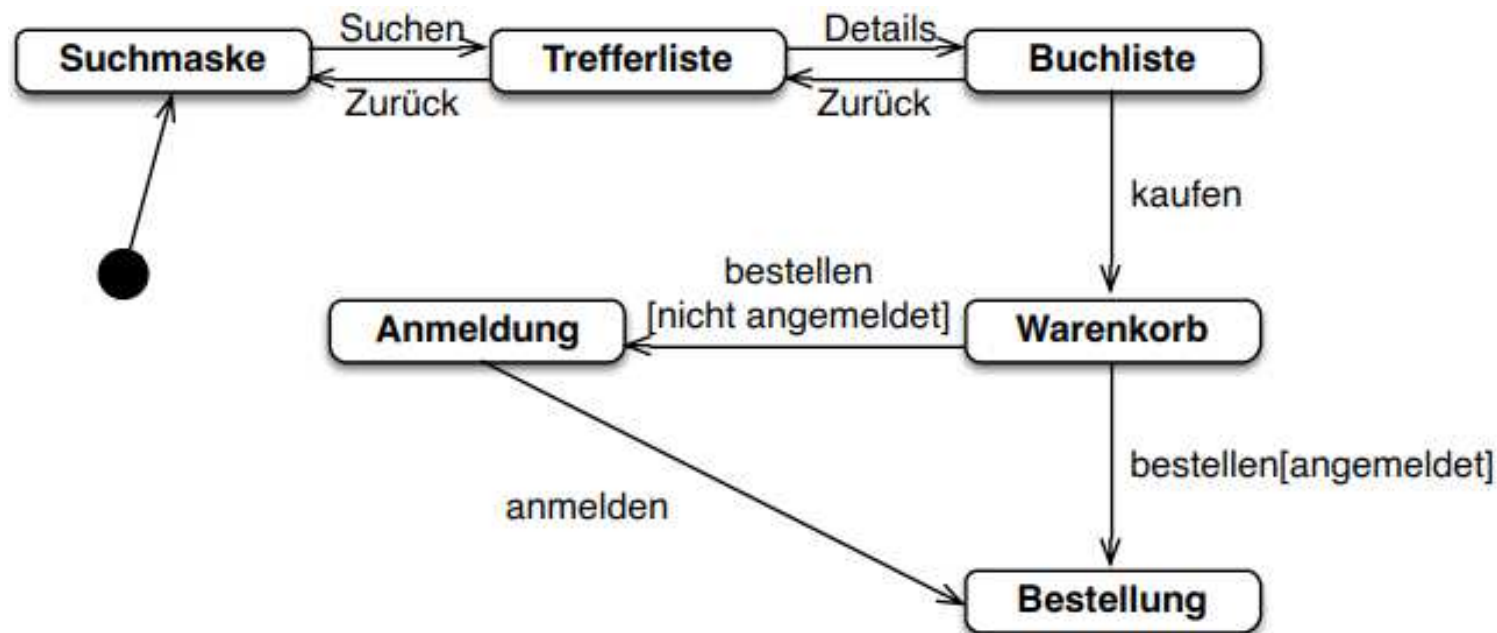 Suchen
Details
Suchmaske
Trefferliste
Buchliste
Zurück
Zurück
kaufen
bestellen
[nicht angemeldet]
Anmeldung
Warenkorb
bestellen[angemeldet]
anmelden
Bestellung